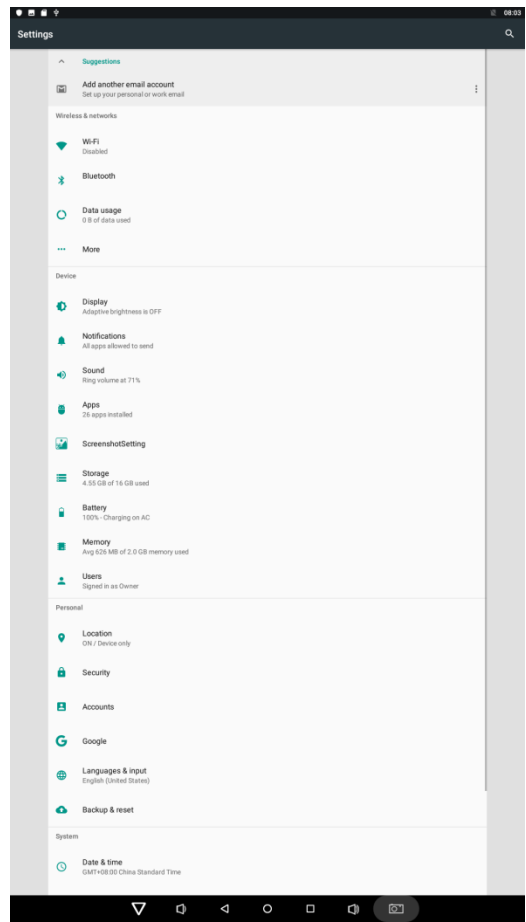 08:03
Settings
Suggestions
Add another email account
Set up your personal or work email
Wireless & networks
Wi-Fi
Disabled
Bluetooth
Data usage
0 B of data used
More
Device
Display
Adaptive brightness is OFF
Notifications
All apps allowed to send
Sound
Ring volume at 71%
Apps
26 apps installed
ScreenshotSetting
Storage
4.55 GB of 16 GB used
Battery
100% - Charging on AC
Memory
Avg 626 MB of 2.0 GB memory used
Users
Signed in as Owner
Personal
Location
ON / Device only
Security
Accounts
Google
Languages & input
English (United States)
Backup & reset
System
Date & time
GMT+08:00 China Standard Time